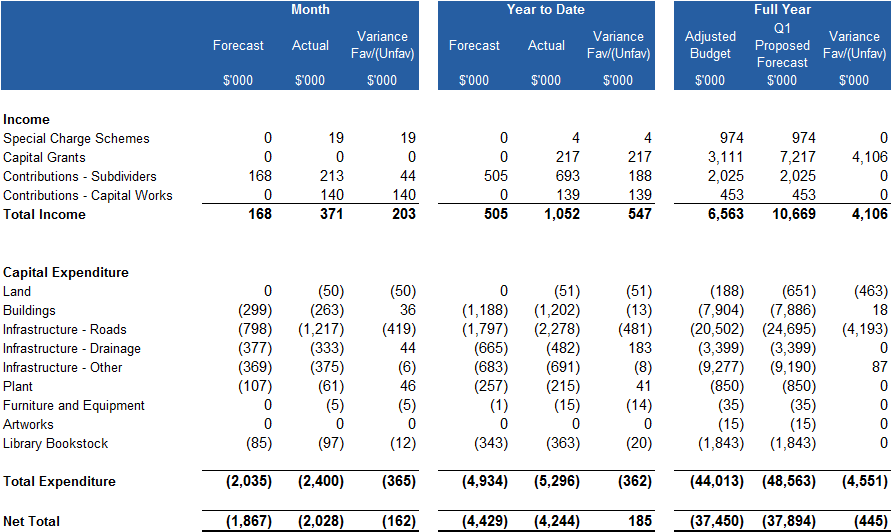 Month Year to Date Full Year
Forecast Actual Variance Fav/(Unfav) Forecast Actual Variance Fav/(Unfav) Adjusted Budget Q1 Proposed Forecast Variance Fav/(Unfav)
$'000 $'000 $'000 $'000 $'000 $'000 $'000 $'000 $'000
Income
Special Charge Schemes 0 19 19 0 4 4 974 974 0
Capital Grants 0 0 0 0 217 217 3,111 7,217 4,106
Contributions - Subdividers 168 213 44 505 693 188 2,025 2,025 0
Contributions - Capital Works 0 140 140 0 139 139 453 453 0
Total Income 168 371 203 505 1,052 547 6,563 10,669 4,106
Capital Expenditure
Land 0 (50) (50) 0 (51) (51) (188) (651) (463)
Buildings (299) (263) 36 (1,188) (1,202) (13) (7,904) (7,886) 18
Infrastructure - Roads (798) (1,217) (419) (1,797) (2,278) (481) (20,502) (24,695) (4,193)
Infrastructure - Drainage (377) (333) 44 (665) (482) 183 (3,399) (3,399) 0
Infrastructure - Other (369) (375) (6) (683) (691) (8) (9,277) (9,190) 87
Plant (107) (61) 46 (257) (215) 41 (850) (850) 0
Furniture and Equipment 0 (5) (5) (1) (15) (14) (35) (35) 0
Artworks 0 0 0 0 0 0 (15) (15) 0
Library Bookstock (85) (97) (12) (343) (363) (20) (1,843) (1,843) 0
Total Expenditure (2,035) (2,400) (365) (4,934) (5,296) (362) (44,013) (48,563) (4,551)
Net Total (1,867) (2,028) (162) (4,429) (4,244) 185 (37,450) (37,894) (445)